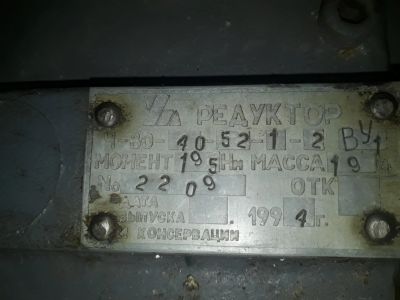 РЕДУКТОР
Ч-80-40-52-1-2 ВУ1
МОМЕНТ 195 Нм МАССА 19
№ 2209 ОТК
ДАТА
ВЫПУСКА . 1994 г.
И КОНСЕРВАЦИИ